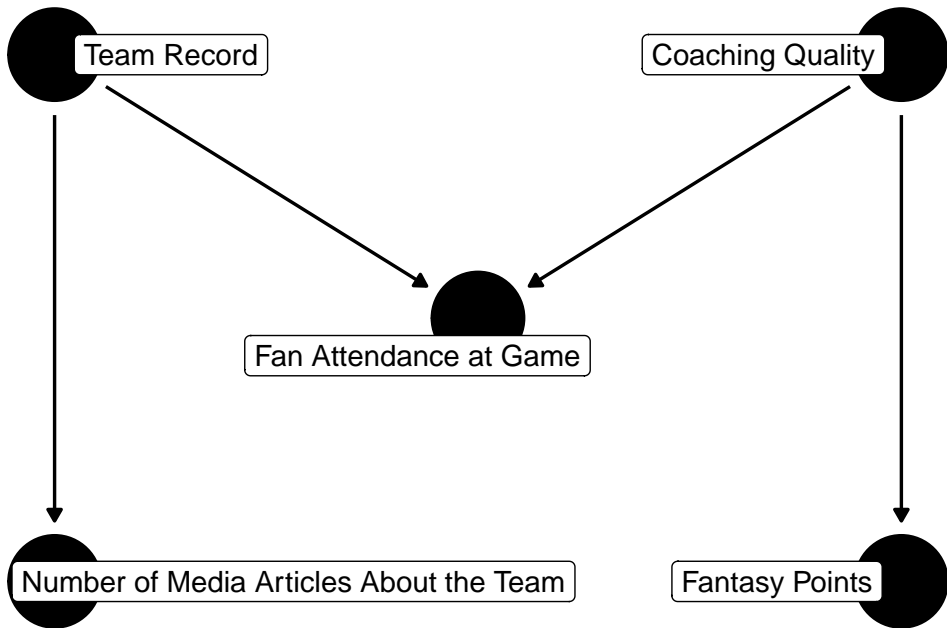 Team Record
Coaching Quality
Fan Attendance at Game
Number of Media Articles About the Team
Fantasy Points